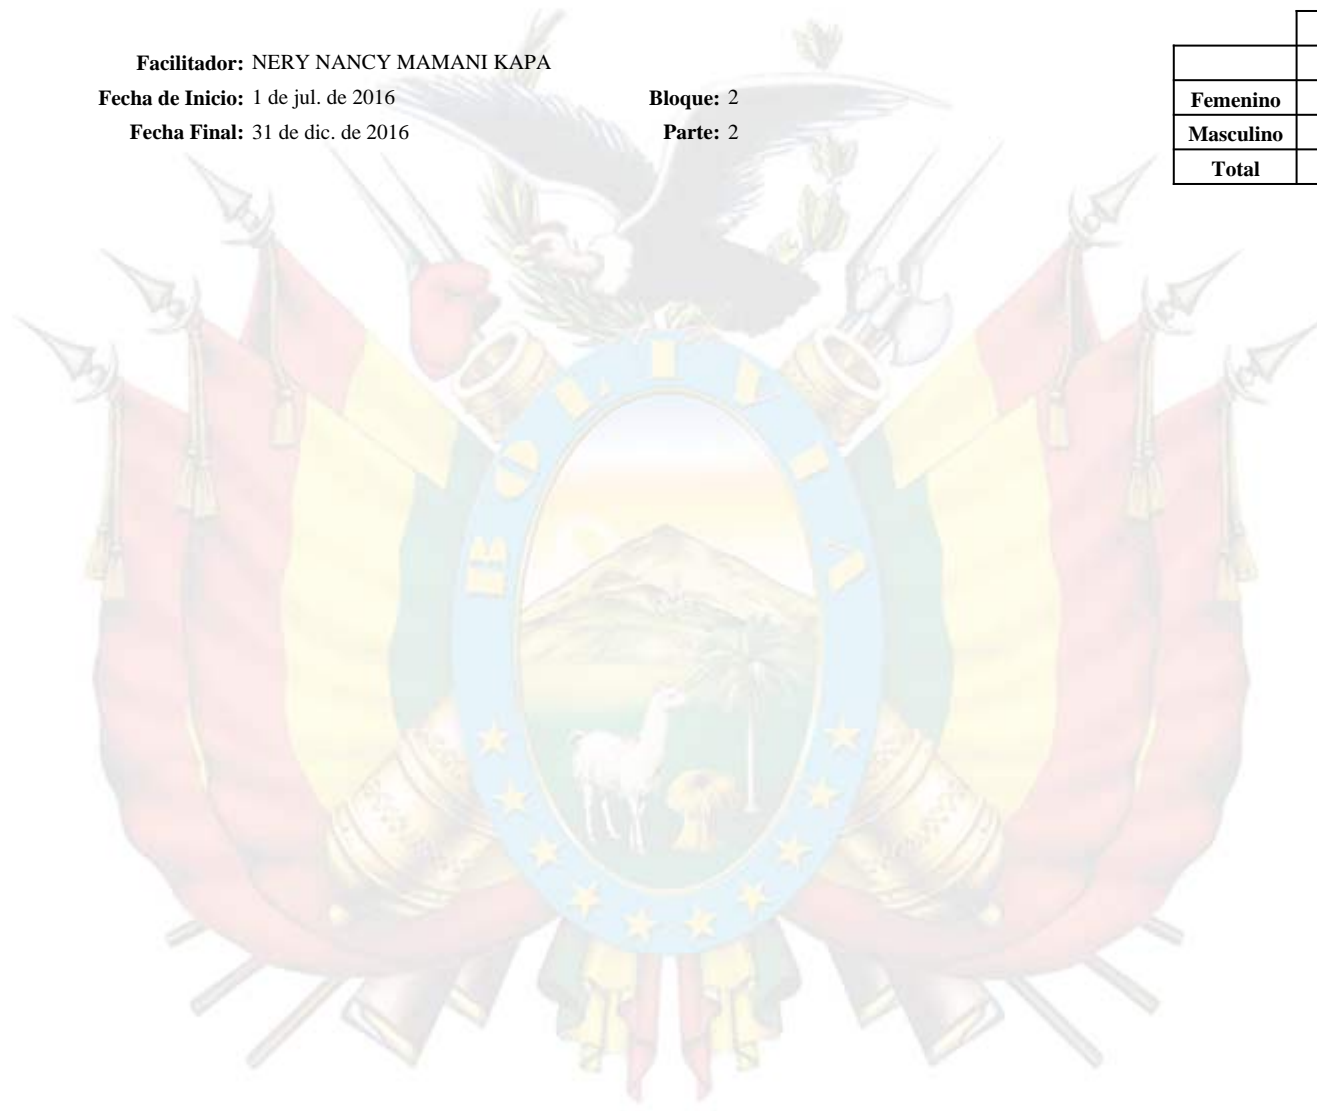 Facilitador: NERY NANCY MAMANI KAPA
Fecha de Inicio: 1 de jul. de 2016 Bloque: 2
Fecha Final: 31 de dic. de 2016 Parte: 2
Femenino
Masculino
Total
BOLIVIA